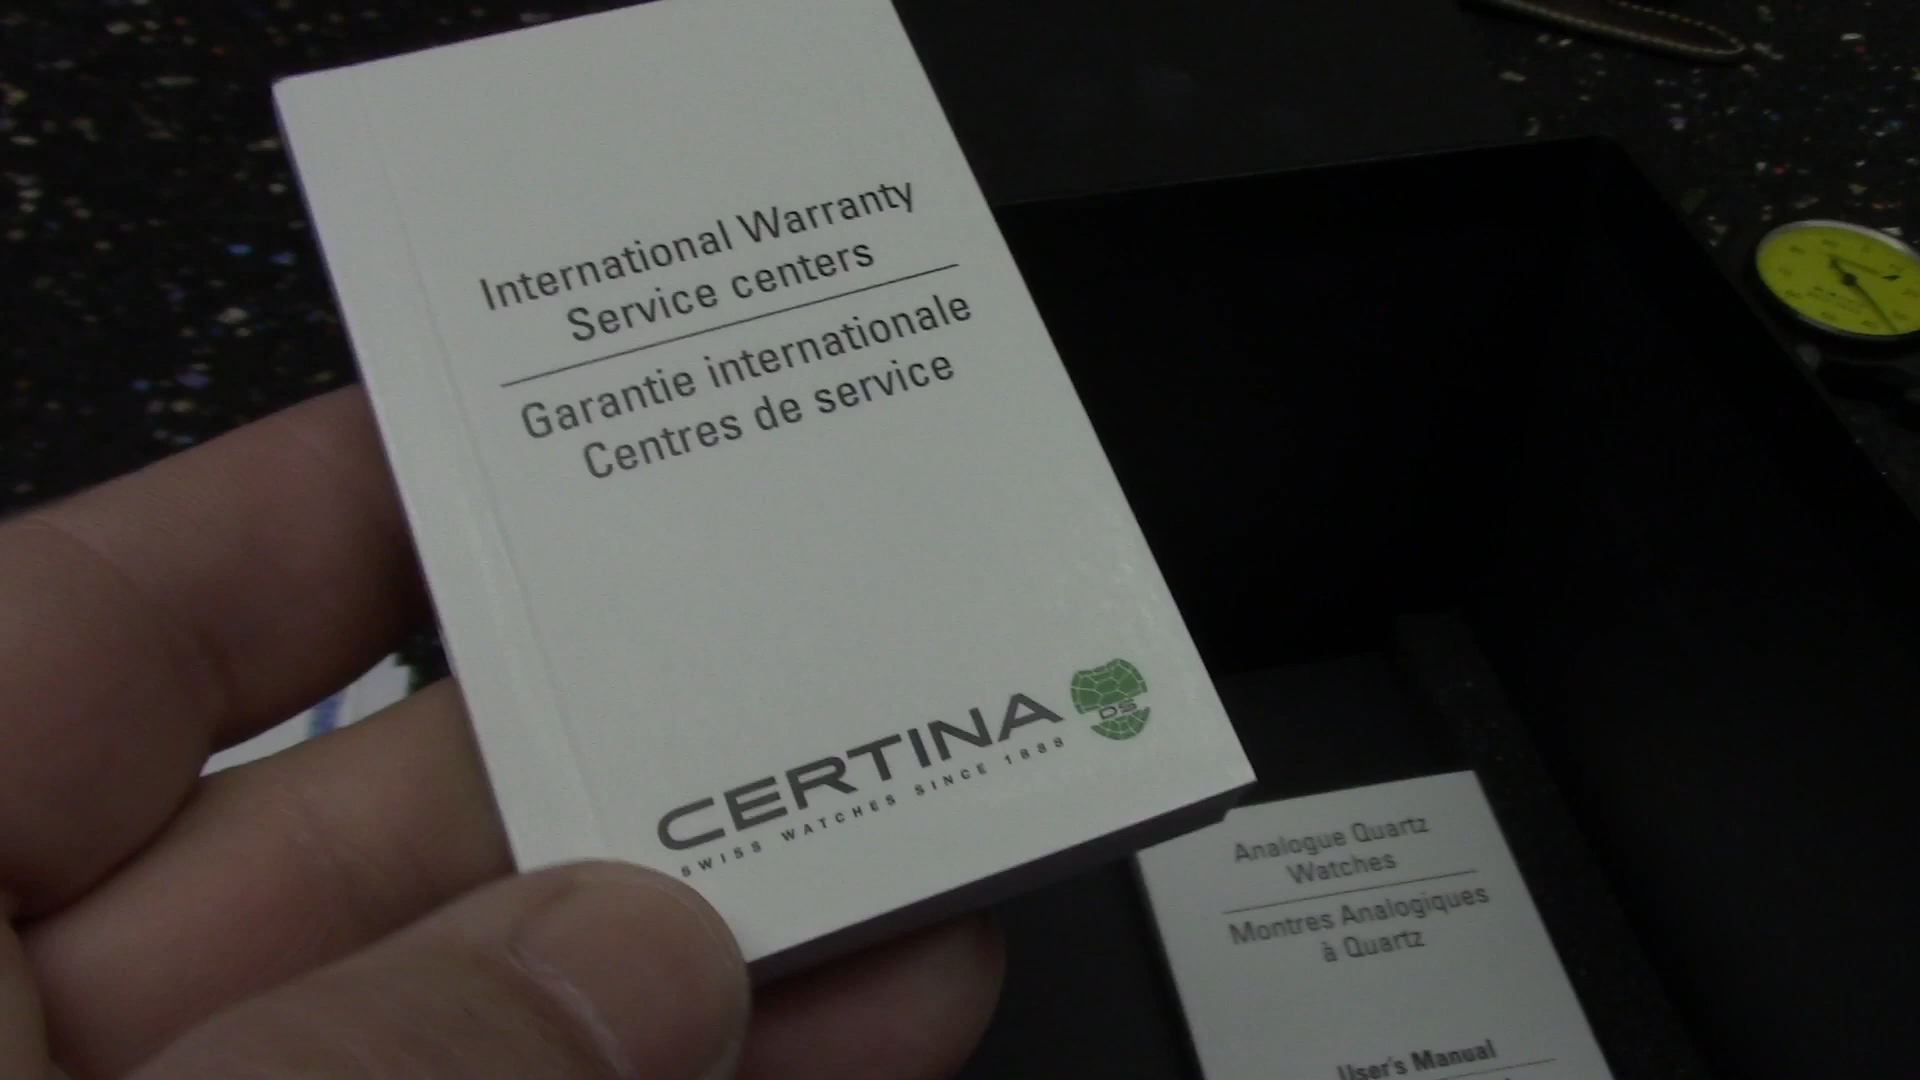 International Warranty
Service centers
Garantie internationale
Centres de service
CERTINA
DS
SWISS WATCHES SINCE 1888
Analogue Quartz
Watches
Montres Analogiques
à Quartz
User's Manual